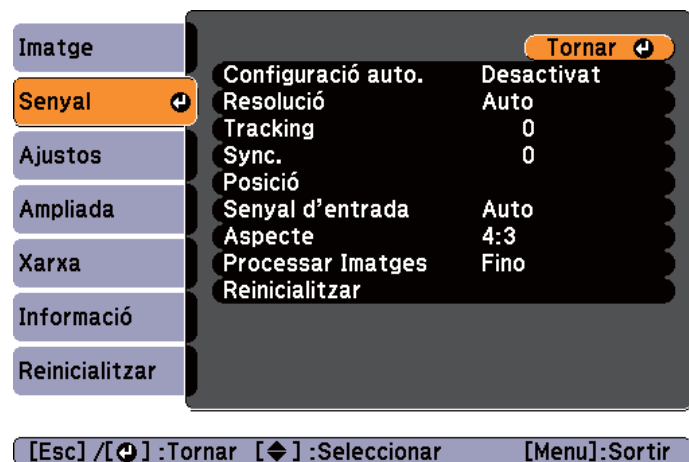 Imatge
Senyal
Ajustos
Ampliada
Xarxa
Informació
Reinicialitzar
Tornar
Configuració auto. Desactivat
Resolució Auto
Tracking 0
Sync. 0
Posició
Senyal d'entrada Auto
Aspecte 4:3
Processar Imatges Fino
Reinicialitzar
[Esc] /[⏎] :Tornar [◆] :Seleccionar [Menu]:Sortir